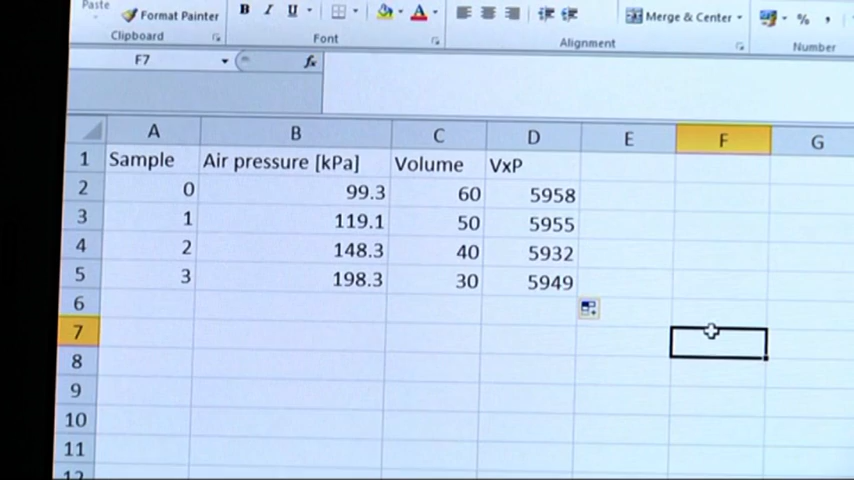 Paste
Format Painter
B I U A
Merge & Center
% ,
Clipboard
Font
Alignment
Number
F7
fx
A B C D E F G
1 Sample Air pressure [kPa] Volume VxP
2 0 99.3 60 5958
3 1 119.1 50 5955
4 2 148.3 40 5932
5 3 198.3 30 5949
6
7
8
9
10
11
12